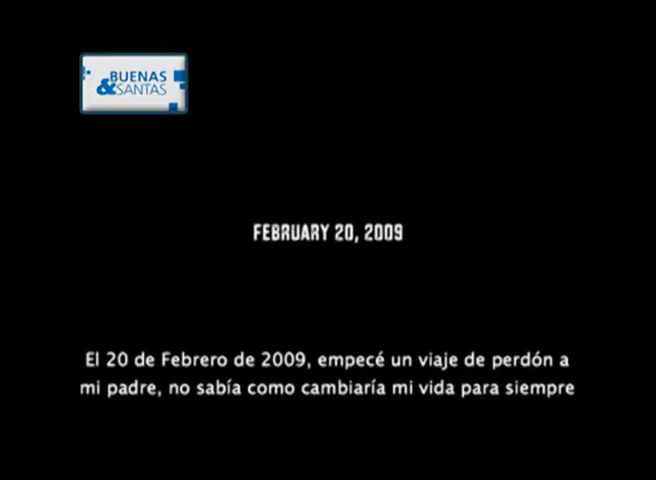 BUENAS
&SANTAS
FEBRUARY 20, 2009
El 20 de Febrero de 2009, empecé un viaje de perdón a
mi padre, no sabía como cambiaría mi vida para siempre